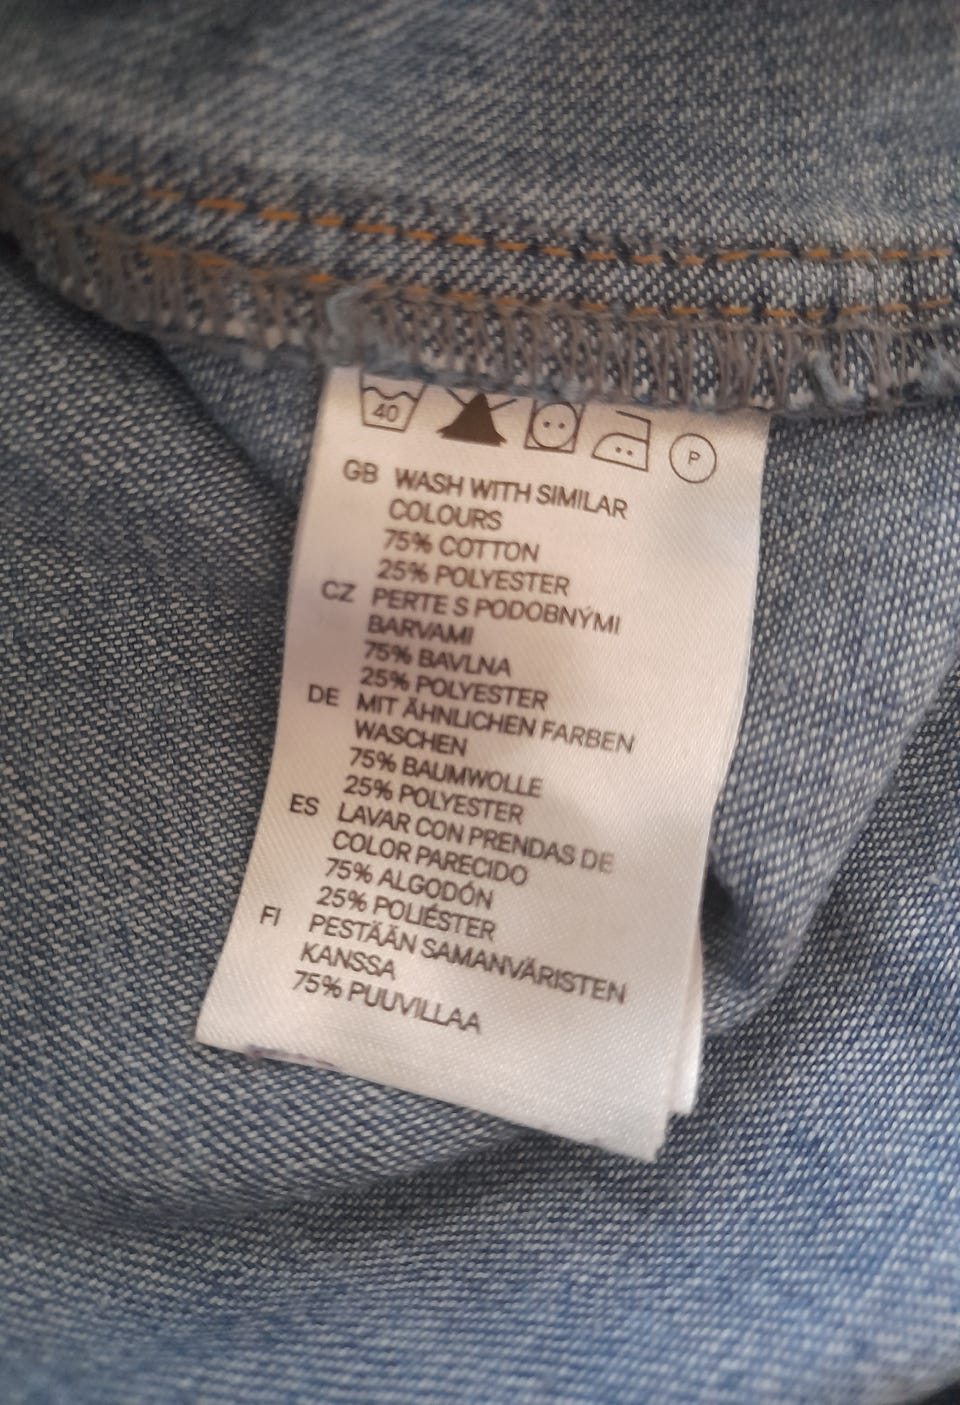 40
P
GB WASH WITH SIMILAR
COLOURS
75% COTTON
25% POLYESTER
CZ PERTE S PODOBNÝMI
BARVAMI
75% BAVLNA
25% POLYESTER
DE MIT ÄHNLICHEN FARBEN
WASCHEN
75% BAUMWOLLE
25% POLYESTER
ES LAVAR CON PRENDAS DE
COLOR PARECIDO
75% ALGODÓN
25% POLIÉSTER
FI PESTÄÄN SAMANVÄRISTEN
KANSSA
75% PUUVILLAA